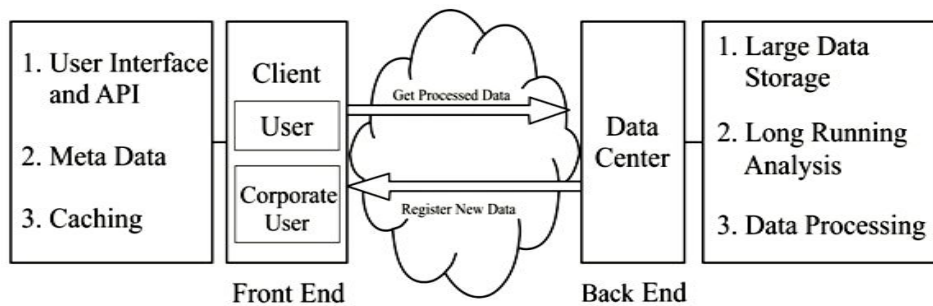 1. User Interface
and API
2. Meta Data
3. Caching
Client
User
Corporate
User
Front End
Get Processed Data
Register New Data
Data
Center
Back End
1. Large Data
Storage
2. Long Running
Analysis
3. Data Processing